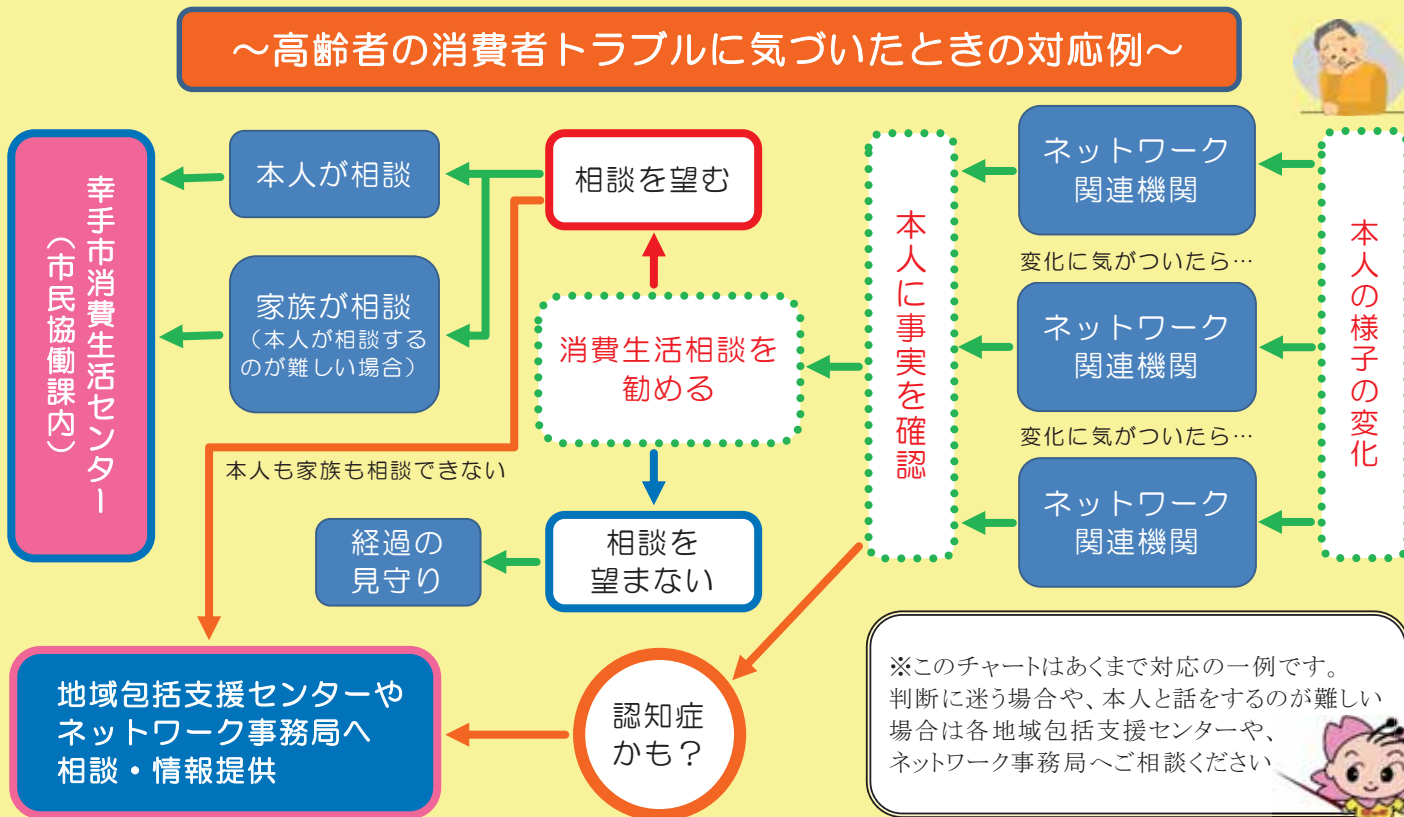 ～高齢者の消費者トラブルに気づいたときの対応例～
本人の様子の変化
ネットワーク
関連機関
変化に気がついたら…
ネットワーク
関連機関
変化に気がついたら…
ネットワーク
関連機関
本人に事実を確認
消費生活相談を
勧める
相談を望む
本人が相談
家族が相談
（本人が相談する
のが難しい場合）
幸手市消費生活センター
（市民協働課内）
本人も家族も相談できない
相談を
望まない
経過の
見守り
認知症
かも？
地域包括支援センターや
ネットワーク事務局へ
相談・情報提供
※このチャートはあくまで対応の一例です。
判断に迷う場合や、本人と話をするのが難しい
場合は各地域包括支援センターや、
ネットワーク事務局へご相談ください